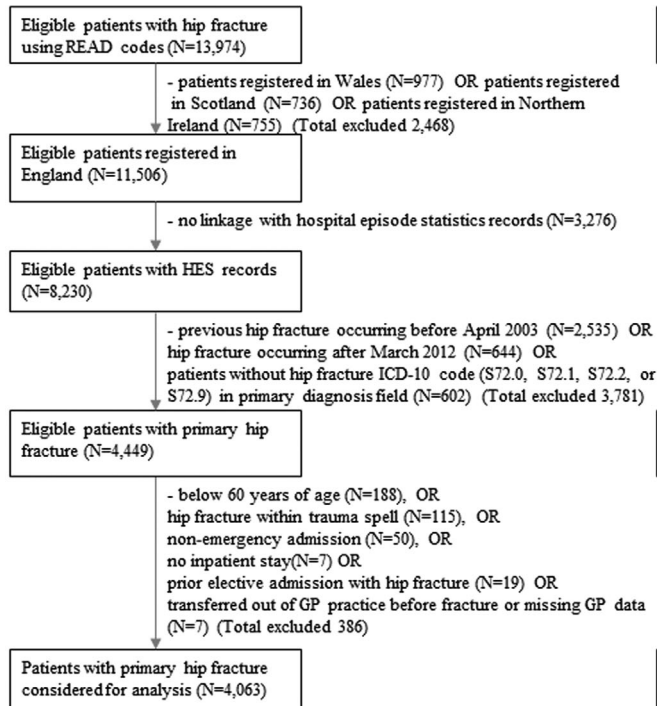 Eligible patients with hip fracture
using READ codes (N=13,974)
- patients registered in Wales (N=977) OR patients registered
in Scotland (N=736) OR patients registered in Northern
Ireland (N=755) (Total excluded 2,468)
Eligible patients registered in
England (N=11,506)
- no linkage with hospital episode statistics records (N=3,276)
Eligible patients with HES records
(N=8,230)
- previous hip fracture occurring before April 2003 (N=2,535) OR
hip fracture occurring after March 2012 (N=644) OR
patients without hip fracture ICD-10 code (S72.0, S72.1, S72.2, or
S72.9) in primary diagnosis field (N=602) (Total excluded 3,781)
Eligible patients with primary hip
fracture (N=4,449)
- below 60 years of age (N=188), OR
hip fracture within trauma spell (N=115), OR
non-emergency admission (N=50), OR
no inpatient stay(N=7) OR
prior elective admission with hip fracture (N=19) OR
transferred out of GP practice before fracture or missing GP data
(N=7) (Total excluded 386)
Patients with primary hip fracture
considered for analysis (N=4,063)